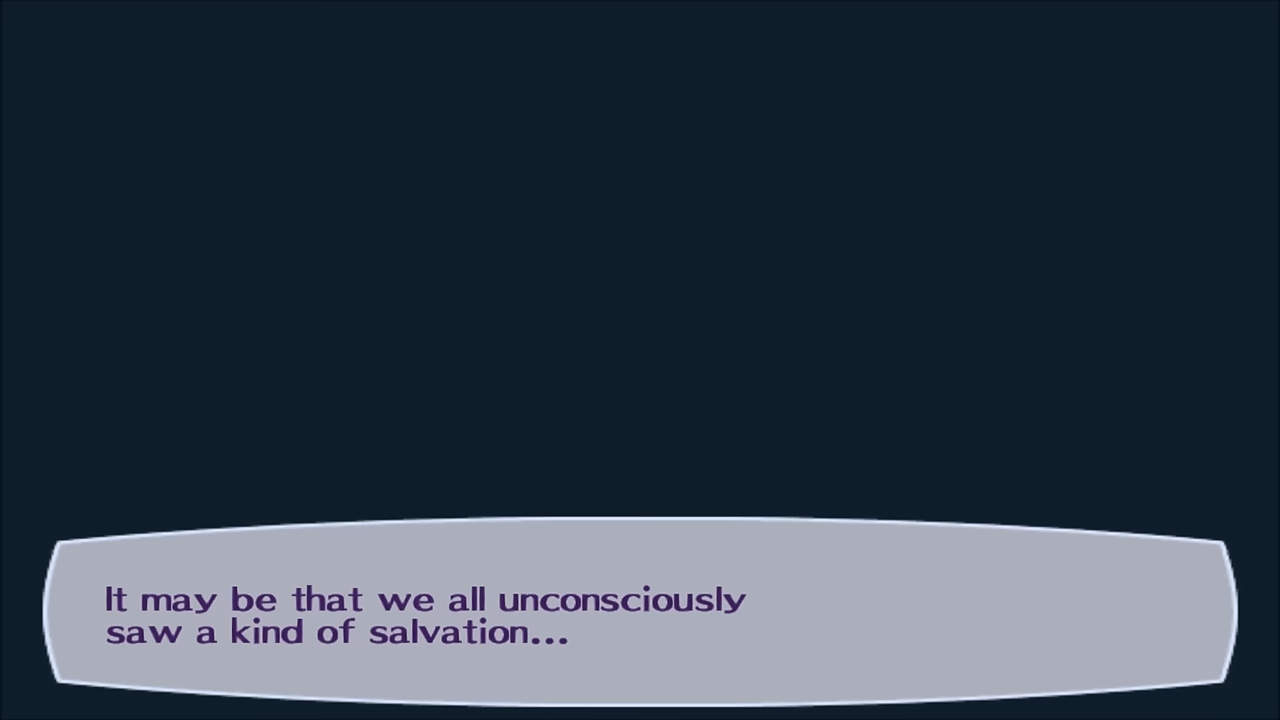 It may be that we all unconsciously
saw a kind of salvation...